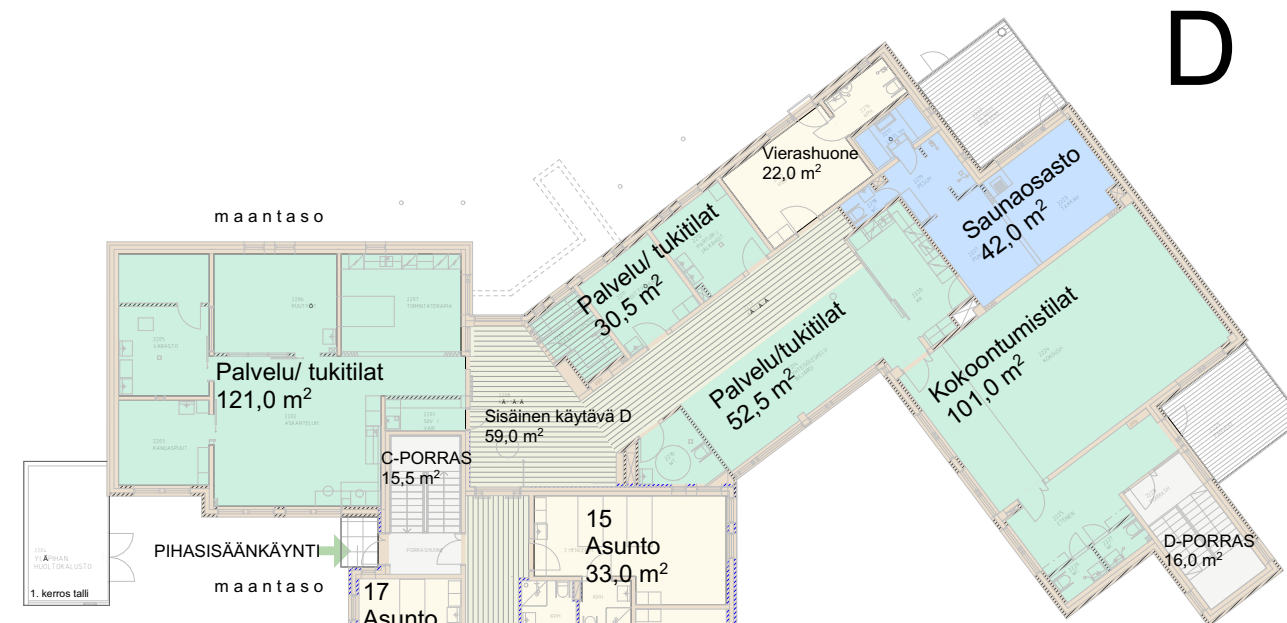 D
Vierashuone
22,0 m²
Saunaosasto
42,0 m²
maantaso
Palvelu/ tukitilat
30,5 m²
Palvelu/ tukitilat
121,0 m²
Palvelu/tukitilat
52,5 m²
Kokoontumistilat
101,0 m²
Sisäinen käytävä D
59,0 m²
C-PORRAS
15,5 m²
15
Asunto
33,0 m²
PIHASISÄÄNKÄYNTI
D-PORRAS
16,0 m²
maantaso
17
Asunto
1. kerros talli